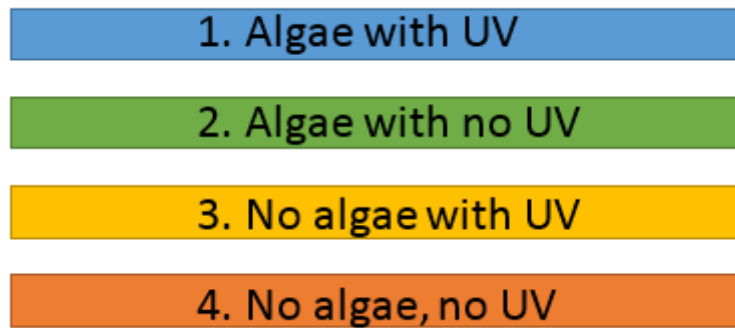 1. Algae with UV
2. Algae with no UV
3. No algae with UV
4. No algae, no UV